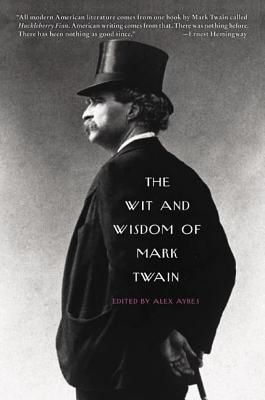 "All modern American literature comes from one book by Mark Twain called
Huckleberry Finn. American writing comes from that. There was nothing before.
There has been nothing as good since." —Ernest Hemingway
THE
WIT AND
WISDOM OF
MARK
TWAIN
EDITED BY ALEX AYRES